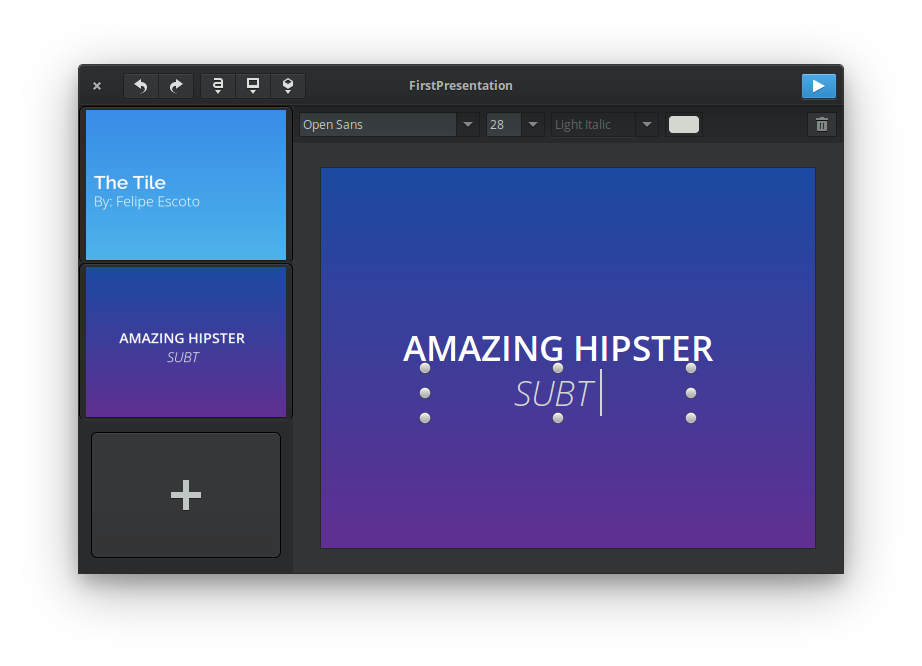 FirstPresentation
Open Sans
28
Light Italic
The Tile
By: Felipe Escoto
AMAZING HIPSTER
SUBT
AMAZING HIPSTER
SUBT